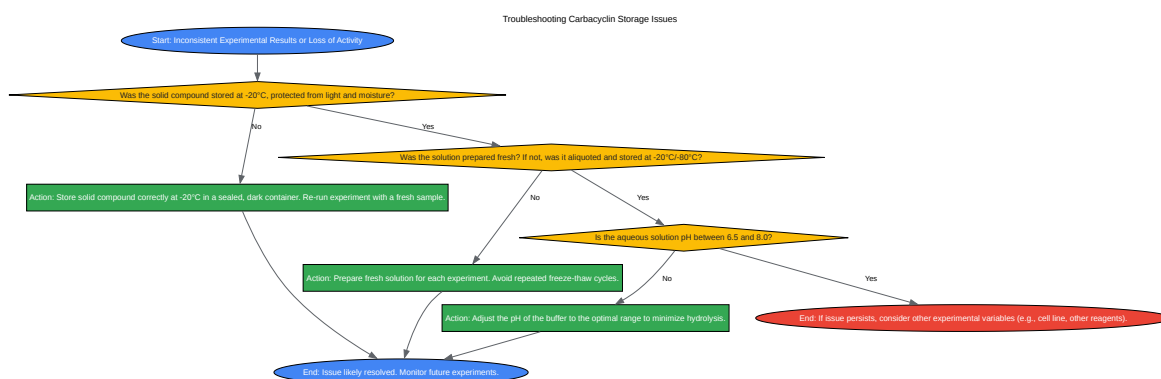 Troubleshooting Carbacyclin Storage Issues
Start: Inconsistent Experimental Results or Loss of Activity
Was the solid compound stored at -20°C, protected from light and moisture?
No
Yes
Was the solution prepared fresh? If not, was it aliquoted and stored at -20°C/-80°C?
Action: Store solid compound correctly at -20°C in a sealed, dark container. Re-run experiment with a fresh sample.
No
Yes
Is the aqueous solution pH between 6.5 and 8.0?
Action: Prepare fresh solution for each experiment. Avoid repeated freeze-thaw cycles.
No
Yes
Action: Adjust the pH of the buffer to the optimal range to minimize hydrolysis.
End: If issue persists, consider other experimental variables (e.g., cell line, other reagents).
End: Issue likely resolved. Monitor future experiments.